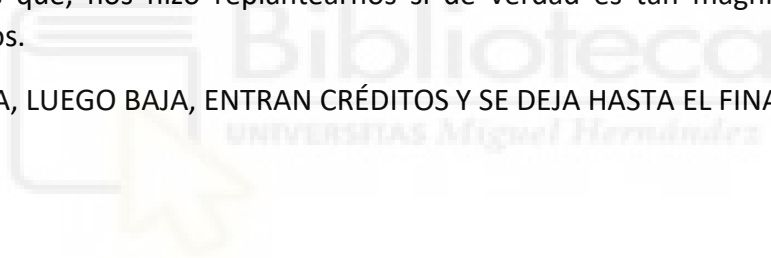 que, nos hizo replantearnos si de verdad es tan
os.
A, LUEGO BAJA, ENTRAN CRÉDITOS Y SE DEJA HASTA EL
Biblioteca
UNIVERSITAS Miguel Hernández